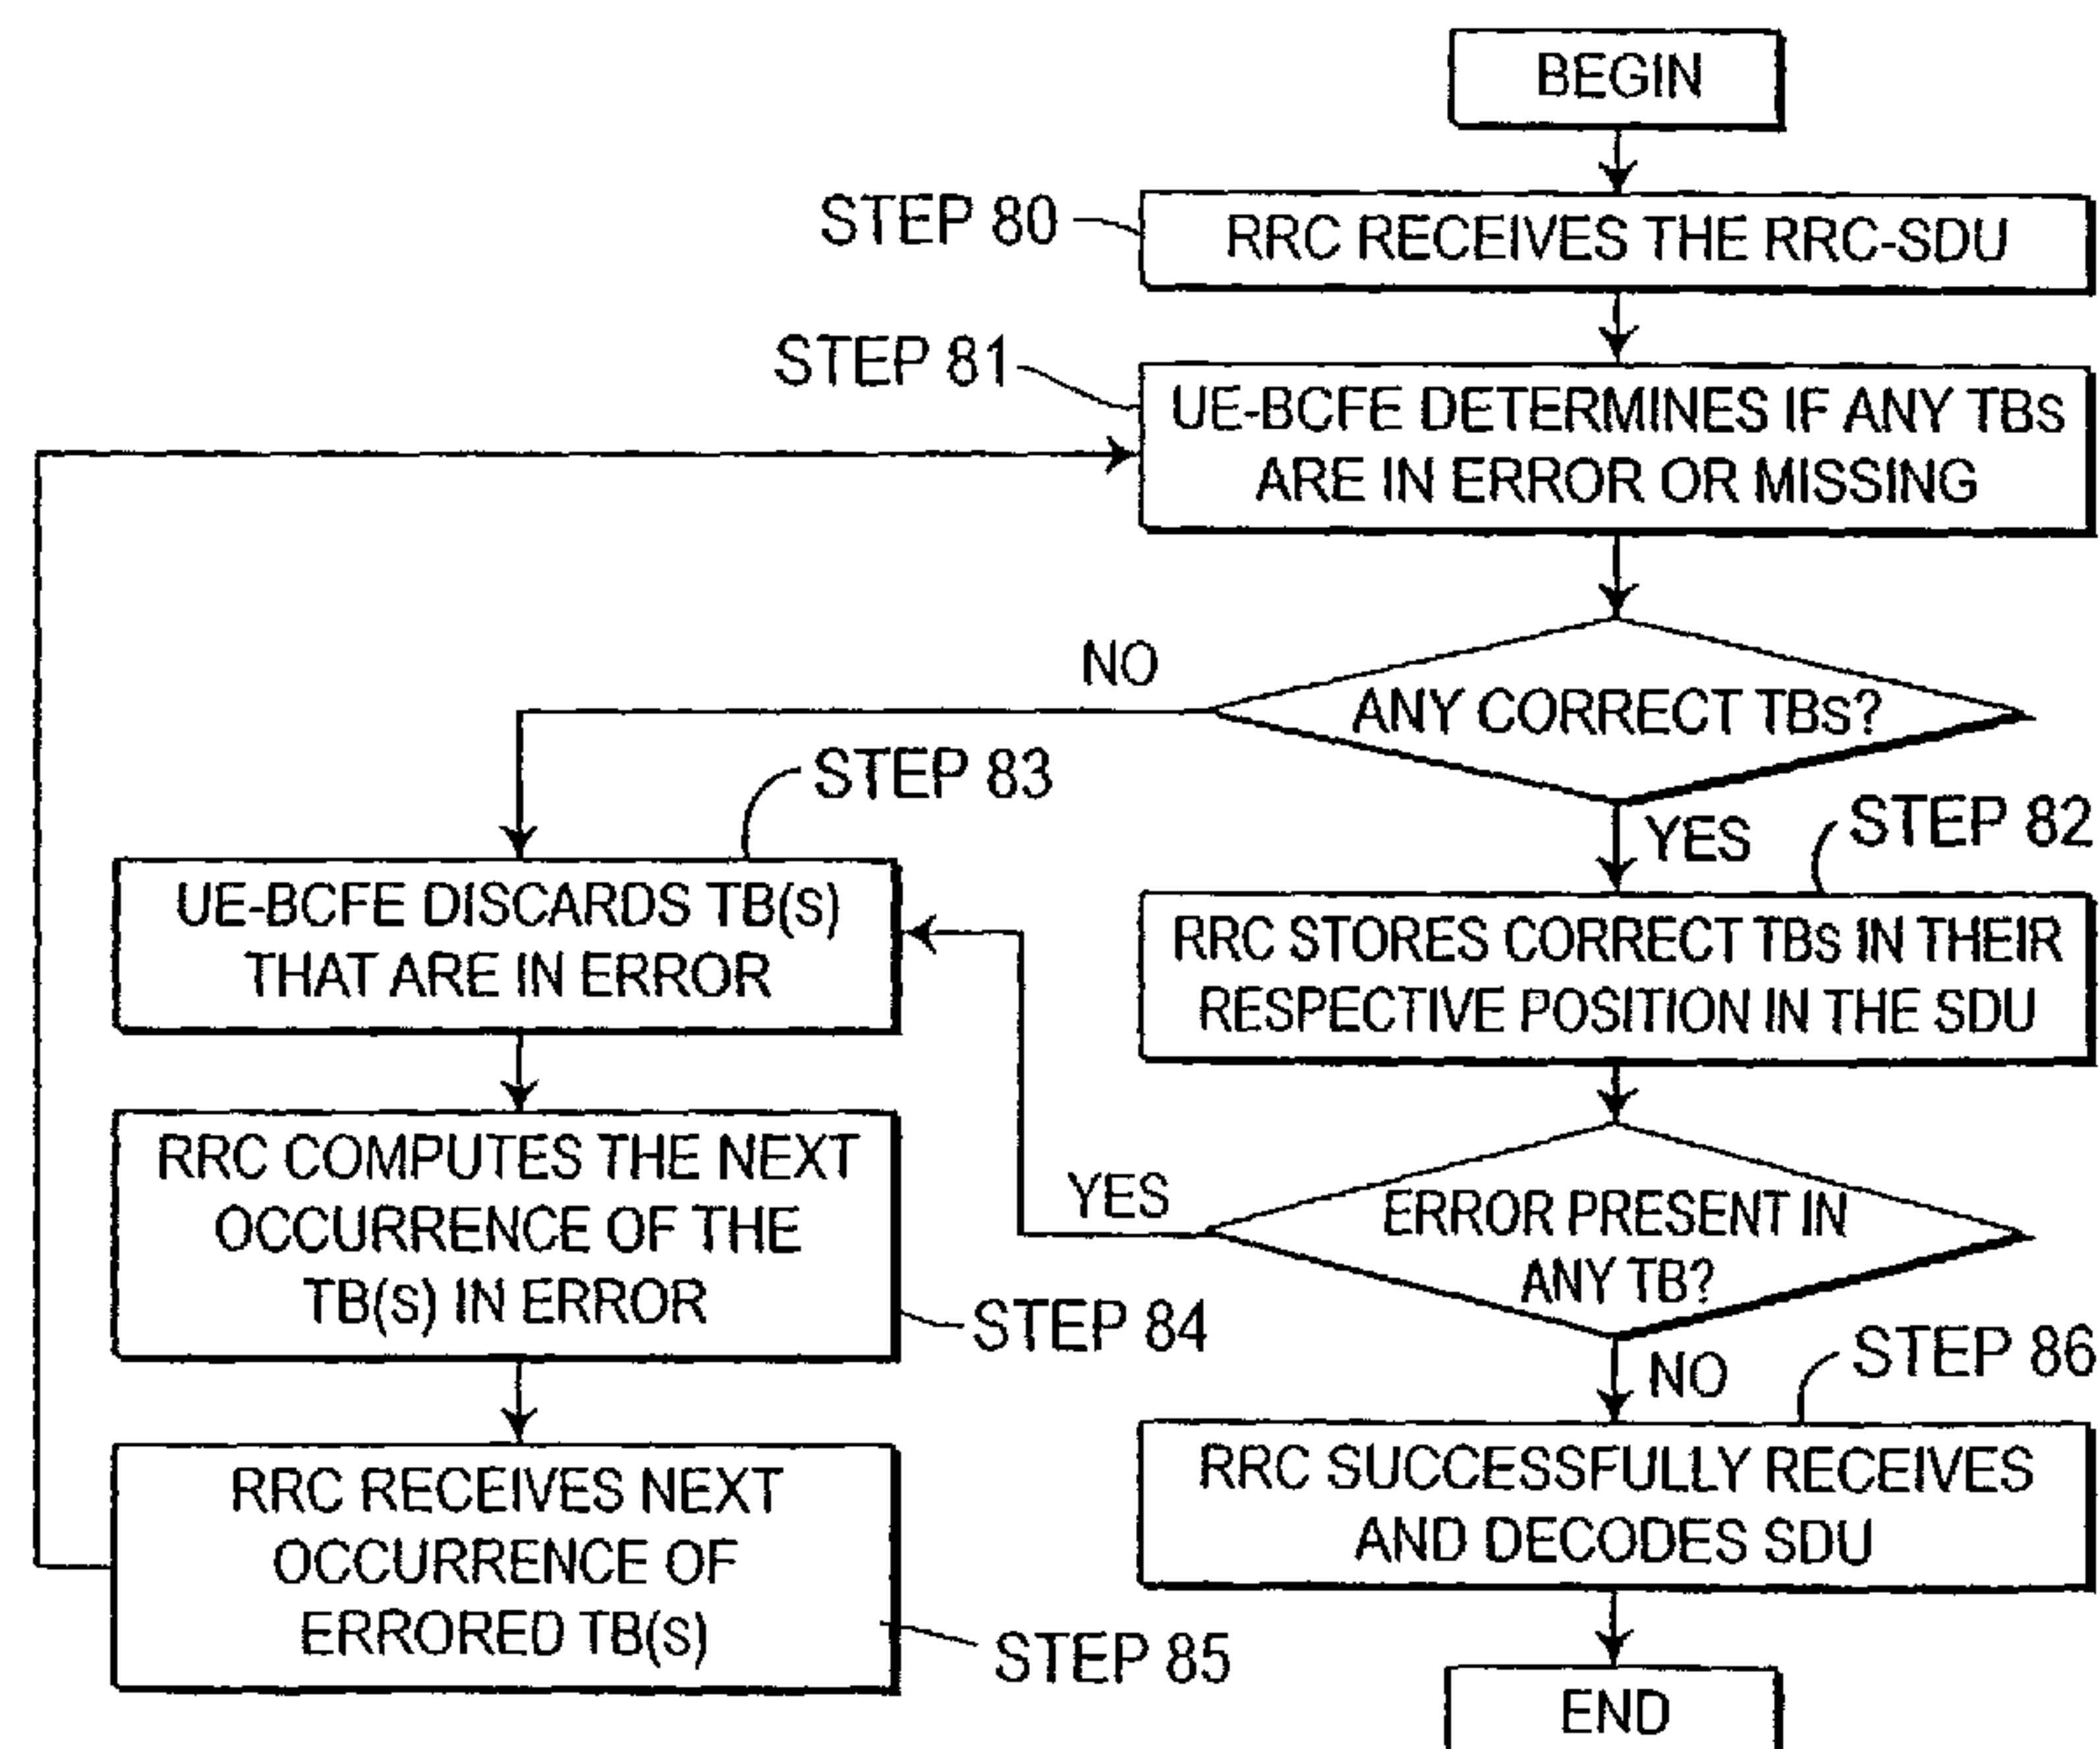 BEGIN
STEP 80
RRC RECEIVES THE RRC-SDU
STEP 81
UE-BCFE DETERMINES IF ANY TBs
ARE IN ERROR OR MISSING
NO
ANY CORRECT TBs?
STEP 83
YES
STEP 82
UE-BCFE DISCARDS TB(s)
THAT ARE IN ERROR
RRC STORES CORRECT TBs IN THEIR
RESPECTIVE POSITION IN THE SDU
RRC COMPUTES THE NEXT
OCCURRENCE OF THE
TB(s) IN ERROR
STEP 84
YES
ERROR PRESENT IN
ANY TB?
NO
STEP 86
RRC RECEIVES NEXT
OCCURRENCE OF
ERRORED TB(s)
STEP 85
RRC SUCCESSFULLY RECEIVES
AND DECODES SDU
END